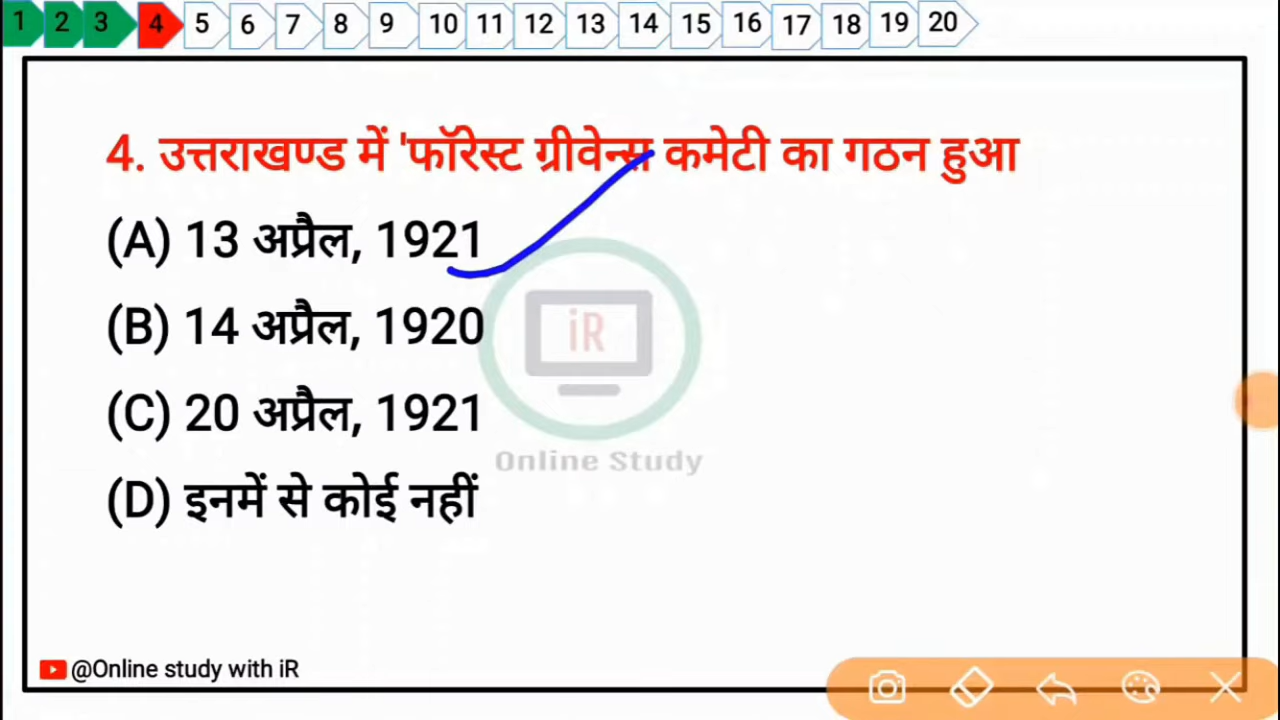 1 2 3 4 5 6 7 8 9 10 11 12 13 14 15 16 17 18 19 20
4. उत्तराखण्ड में 'फॉरेस्ट ग्रीवेन्स कमेटी का गठन हुआ
(A) 13 अप्रैल, 1921
(B) 14 अप्रैल, 1920
(C) 20 अप्रैल, 1921
(D) इनमें से कोई नहीं
iR
Online Study
@Online study with iR